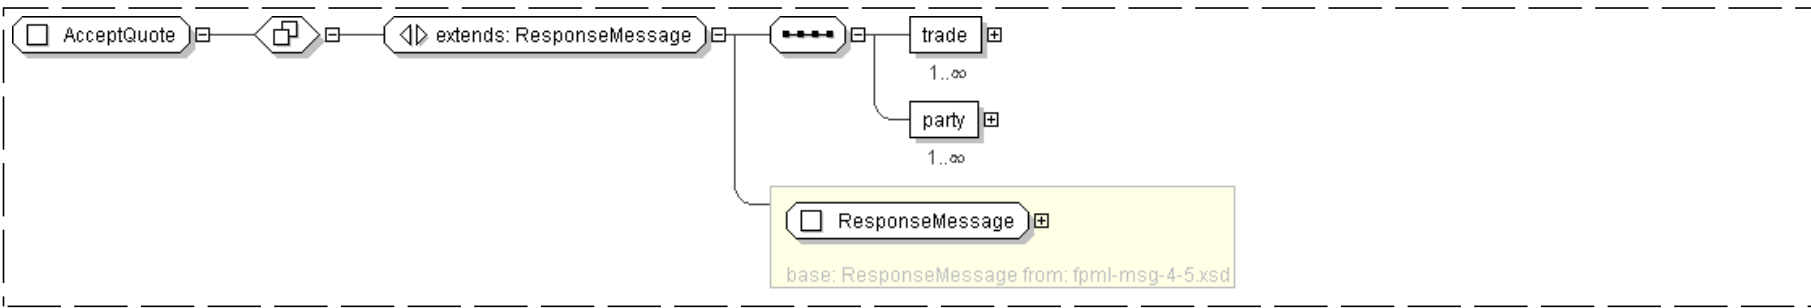 AcceptQuote
extends: ResponseMessage
trade
1..∞
party
1..∞
ResponseMessage
base: ResponseMessage from: fpml-msg-4-5.xsd